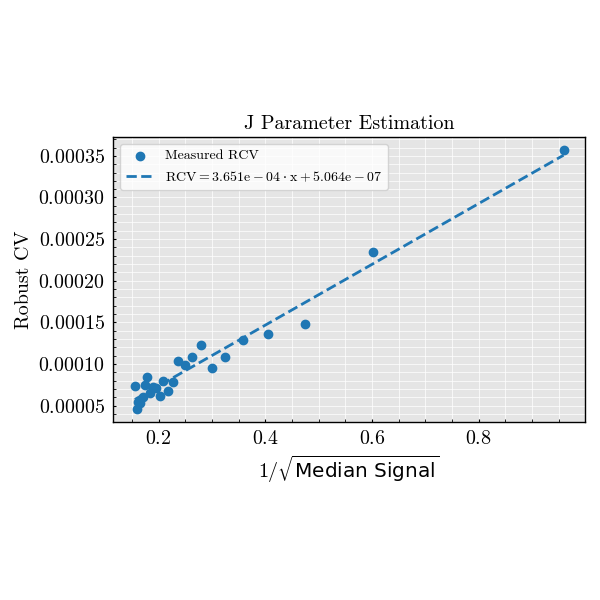 J Parameter Estimation
Measured RCV
RCV = 3.651e − 04 · x + 5.064e − 07
Robust CV
0.00035
0.00030
0.00025
0.00020
0.00015
0.00010
0.00005
0.2 0.4 0.6 0.8
1/√Median Signal